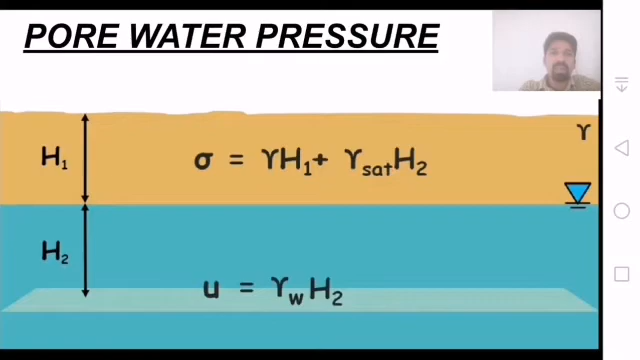 PORE WATER PRESSURE
ϒ
H₁
σ = ϒH₁ + ϒsatH₂
H₂
u = ϒwH₂